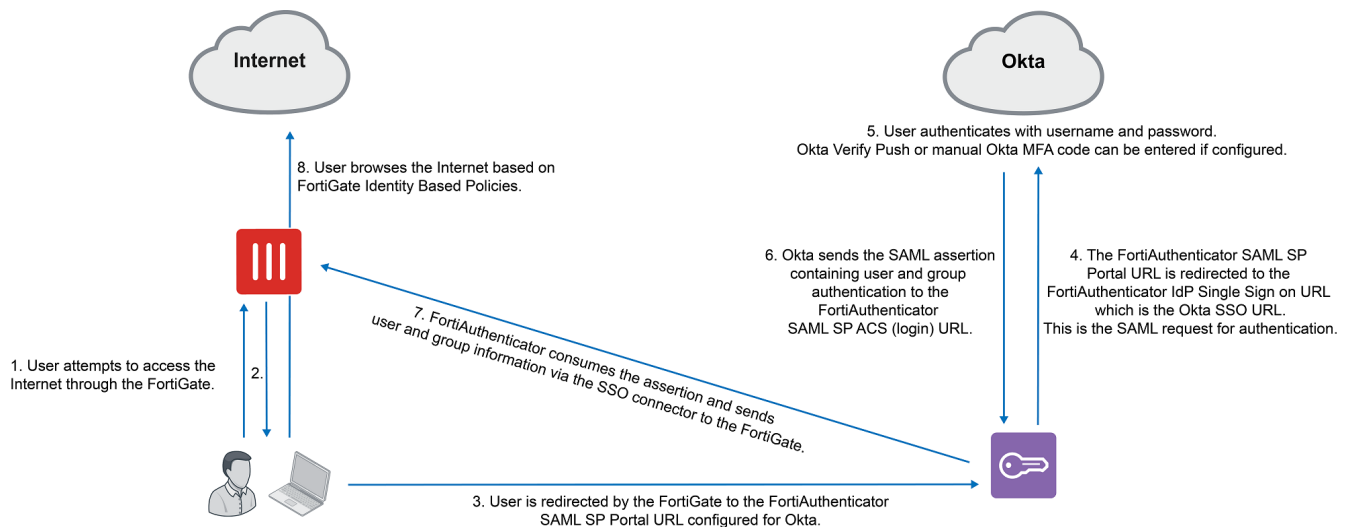 Internet
Okta
5. User authenticates with username and password.
Okta Verify Push or manual Okta MFA code can be entered if configured.
8. User browses the Internet based on
FortiGate Identity Based Policies.
6. Okta sends the SAML assertion
containing user and group
authentication to the
FortiAuthenticator
SAML SP ACS (login) URL.
4. The FortiAuthenticator SAML SP
Portal URL is redirected to the
FortiAuthenticator IdP Single Sign on URL
which is the Okta SSO URL.
This is the SAML request for authentication.
1. User attempts to access the
Internet through the FortiGate.
2.
7. FortiAuthenticator consumes the assertion and sends
user and group information via the SSO connector to the FortiGate.
3. User is redirected by the FortiGate to the FortiAuthenticator
SAML SP Portal URL configured for Okta.